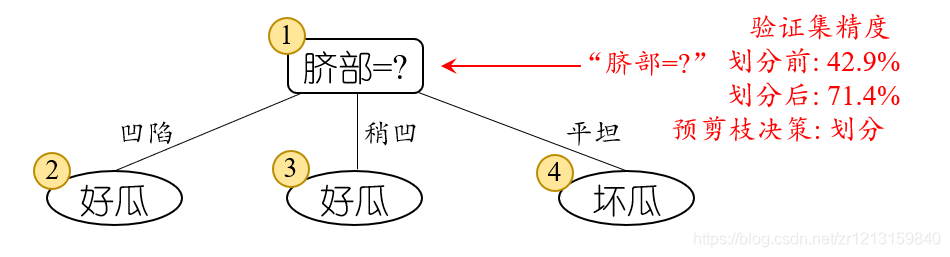 验证集精度
1
脐部=?
“脐部=?” 划分前: 42.9%
划分后: 71.4%
预剪枝决策: 划分
凹陷
稍凹
平坦
2
好瓜
3
好瓜
4
坏瓜
https://blog.csdn.net/zr1213159840